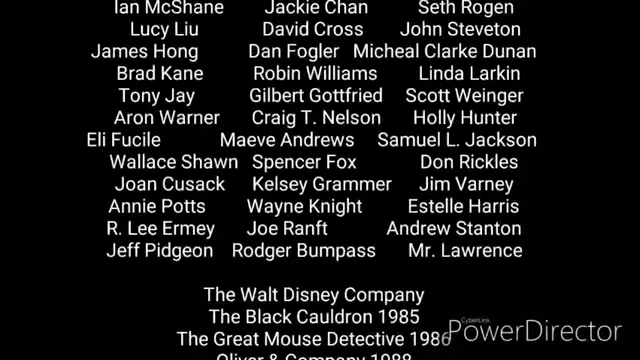 Ian McShane Jackie Chan Seth Rogen
Lucy Liu David Cross John Steveton
James Hong Dan Fogler Micheal Clarke Dunan
Brad Kane Robin Williams Linda Larkin
Tony Jay Gilbert Gottfried Scott Weinger
Aron Warner Craig T. Nelson Holly Hunter
Eli Fucile Maeve Andrews Samuel L. Jackson
Wallace Shawn Spencer Fox Don Rickles
Joan Cusack Kelsey Grammer Jim Varney
Annie Potts Wayne Knight Estelle Harris
R. Lee Ermey Joe Ranft Andrew Stanton
Jeff Pidgeon Rodger Bumpass Mr. Lawrence
The Walt Disney Company
The Black Cauldron 1985
The Great Mouse Detective 1986
CyberLink
PowerDirector
Oliver & Company 1988